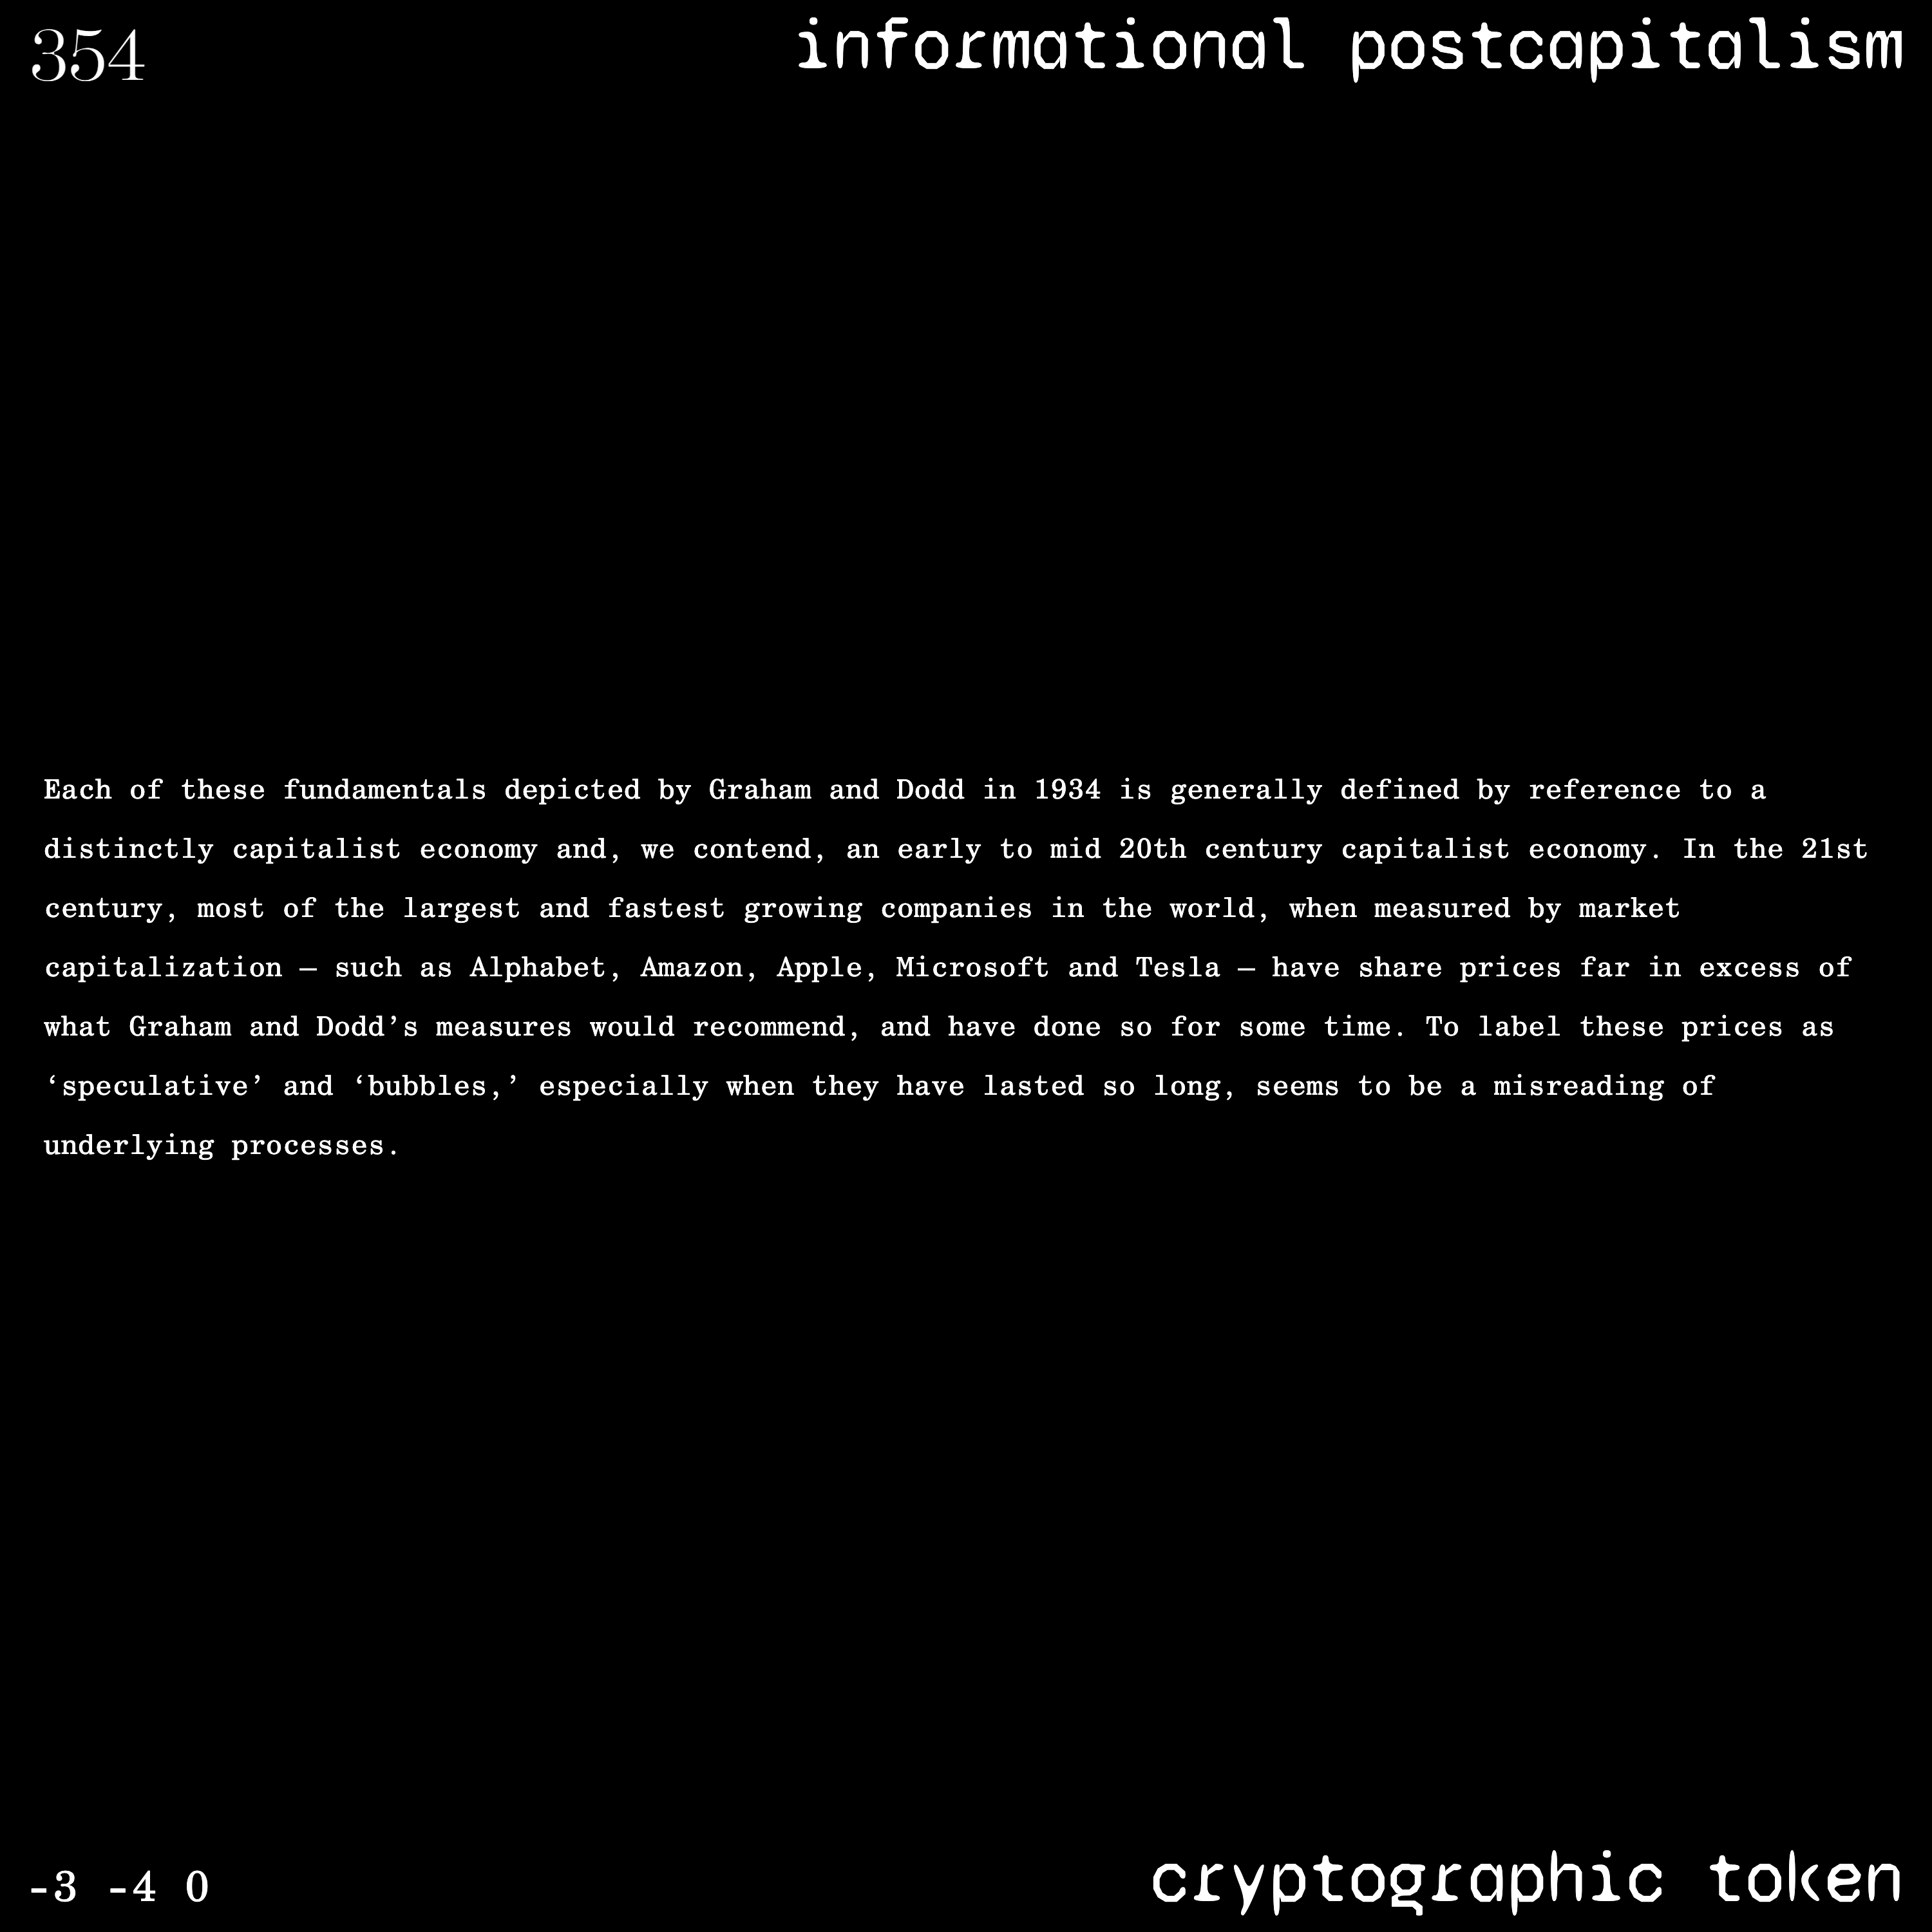 354
informational postcapitalism
Each of these fundamentals depicted by Graham and Dodd in 1934 is generally defined by reference to a
distinctly capitalist economy and, we contend, an early to mid 20th century capitalist economy. In the 21st
century, most of the largest and fastest growing companies in the world, when measured by market
capitalization – such as Alphabet, Amazon, Apple, Microsoft and Tesla – have share prices far in excess of
what Graham and Dodd’s measures would recommend, and have done so for some time. To label these prices as
‘speculative’ and ‘bubbles,’ especially when they have lasted so long, seems to be a misreading of
underlying processes.
-3 -4 0
cryptographic token